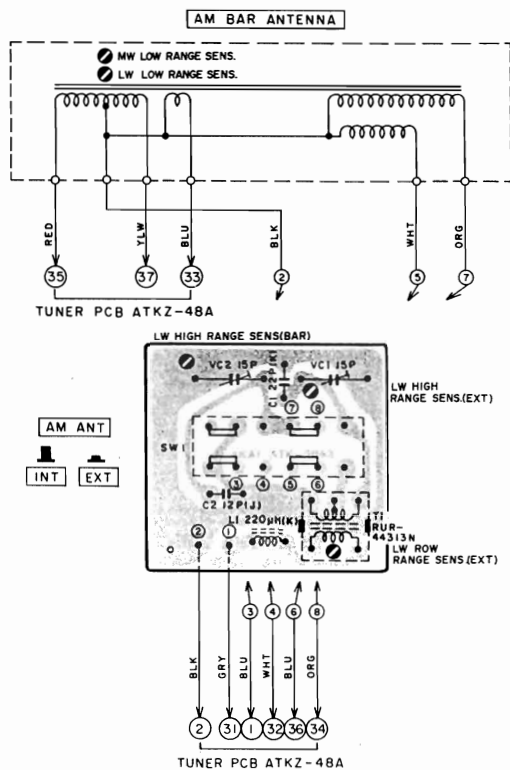 AM BAR ANTENNA
MW LOW RANGE SENS.
LW LOW RANGE SENS.
RED
YLW
BLU
BLK
WHT
ORG
35
37
33
2
5
7
TUNER PCB ATKZ-48A
LW HIGH RANGE SENS(BAR)
VC2 15P
C1 22P(K)
VC1 15P
LW HIGH
RANGE SENS.(EXT)
7
8
AM ANT
SW1
INT
EXT
3
4
5
6
C2 12P(J)
L1 220μH(K)
T1
RUR-
44313N
LW ROW
RANGE SENS.(EXT)
2
1
3
4
6
8
BLK
GRY
BLU
WHT
BLU
ORG
2
31
1
32
36
34
TUNER PCB ATKZ-48A